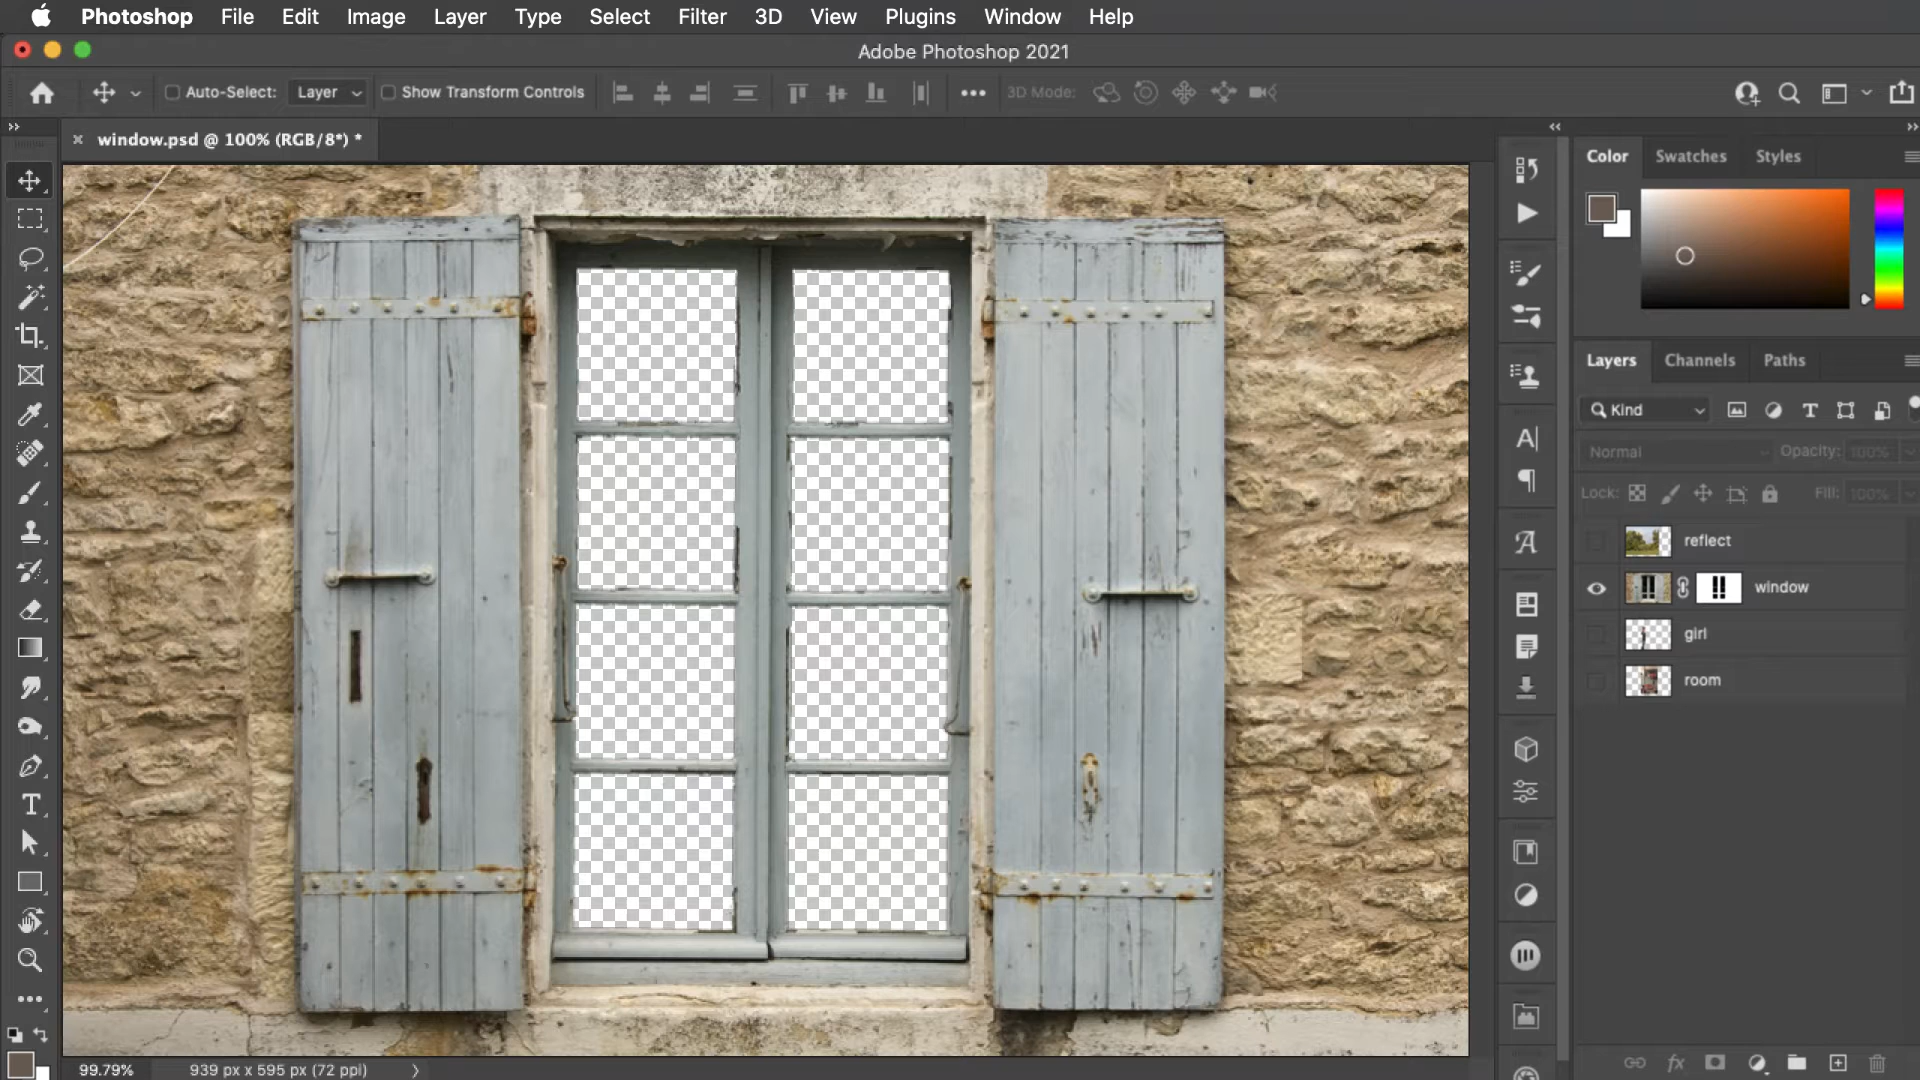 Photoshop File Edit Image Layer Type Select Filter 3D View Plugins Window Help
Adobe Photoshop 2021
Auto-Select: Layer Show Transform Controls 3D Mode:
window.psd @ 100% (RGB/8*) *
Color Swatches Styles
Layers Channels Paths
Kind
Normal Opacity: 100%
Lock: Fill: 100%
reflect
window
girl
room
99.79% 939 px x 595 px (72 ppi)